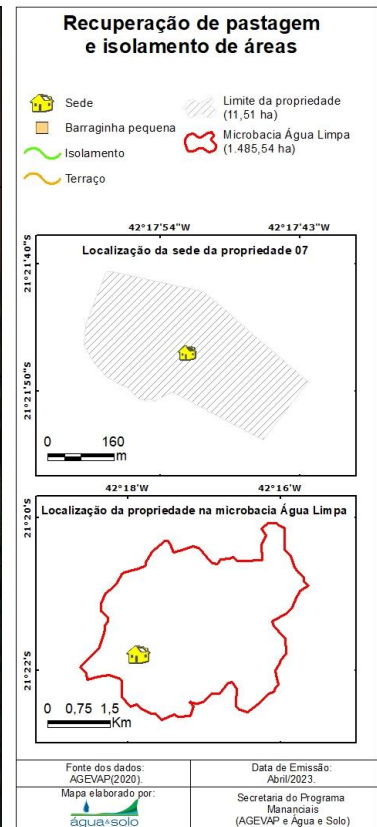 Recuperação de pastagem
e isolamento de áreas
Sede
Barraginha pequena
Isolamento
Terraço
Limite da propriedade
(11,51 ha)
Microbacia Água Limpa
(1.485,54 ha)
42°17'54"W 42°17'43"W
21°21'40"S
Localização da sede da propriedade 07
21°21'50"S
0 160
m
42°18'W 42°16'W
21°20'S
Localização da propriedade na microbacia Água Limpa
21°22'S
0 0,75 1,5
Km
Fonte dos dados:
AGEVAP(2020).
Data de Emissão:
Abril/2023.
Mapa elaborado por:
água&solo
Secretaria do Programa
Mananciais
(AGEVAP e Água e Solo)